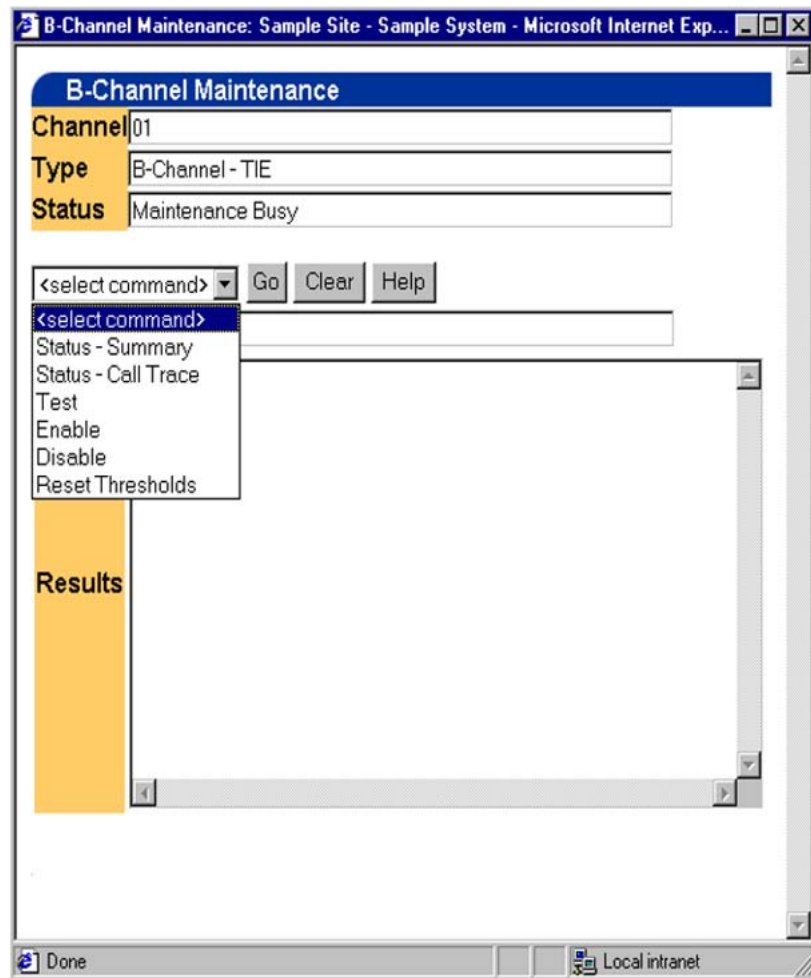 B-Channel Maintenance: Sample Site - Sample System - Microsoft Internet Exp...
B-Channel Maintenance
Channel 01
Type B-Channel - TIE
Status Maintenance Busy
<select command> Go Clear Help
<select command>
Status - Summary
Status - Call Trace
Test
Enable
Disable
Reset Thresholds
Results
Done Local intranet